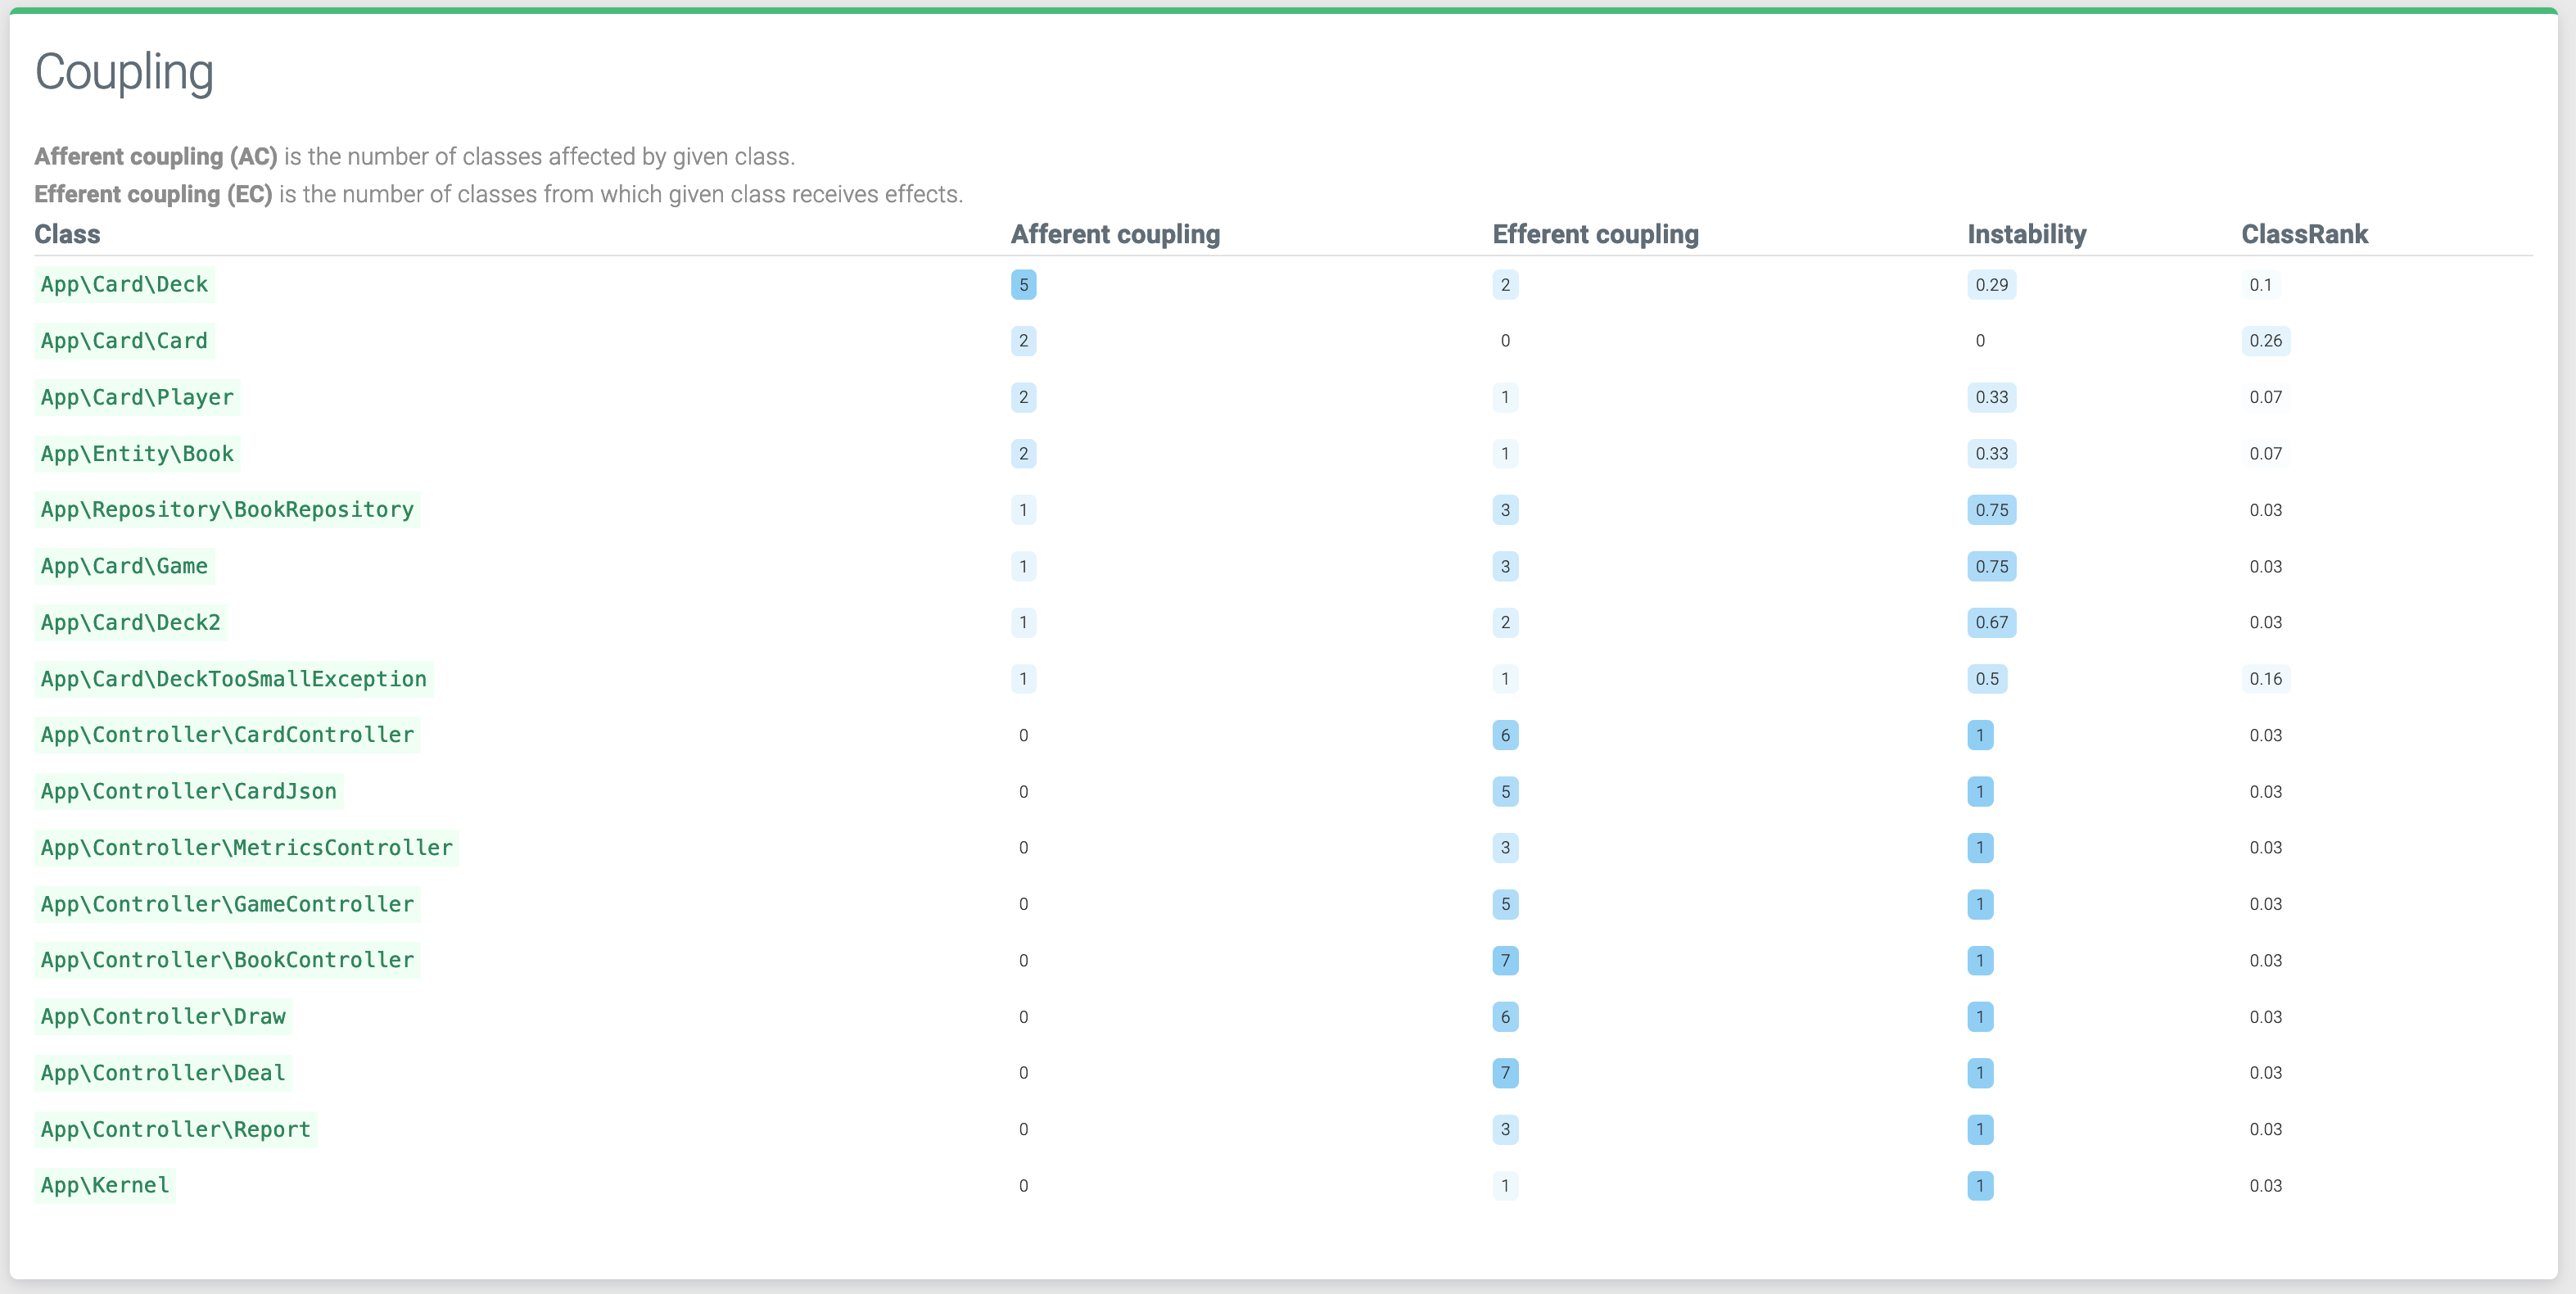 Coupling
Afferent coupling (AC) is the number of classes affected by given class.
Efferent coupling (EC) is the number of classes from which given class receives effects.
Class Afferent coupling Efferent coupling Instability ClassRank
App\Card\Deck 5 2 0.29 0.1
App\Card\Card 2 0 0 0.26
App\Card\Player 2 1 0.33 0.07
App\Entity\Book 2 1 0.33 0.07
App\Repository\BookRepository 1 3 0.75 0.03
App\Card\Game 1 3 0.75 0.03
App\Card\Deck2 1 2 0.67 0.03
App\Card\DeckTooSmallException 1 1 0.5 0.16
App\Controller\CardController 0 6 1 0.03
App\Controller\CardJson 0 5 1 0.03
App\Controller\MetricsController 0 3 1 0.03
App\Controller\GameController 0 5 1 0.03
App\Controller\BookController 0 7 1 0.03
App\Controller\Draw 0 6 1 0.03
App\Controller\Deal 0 7 1 0.03
App\Controller\Report 0 3 1 0.03
App\Kernel 0 1 1 0.03